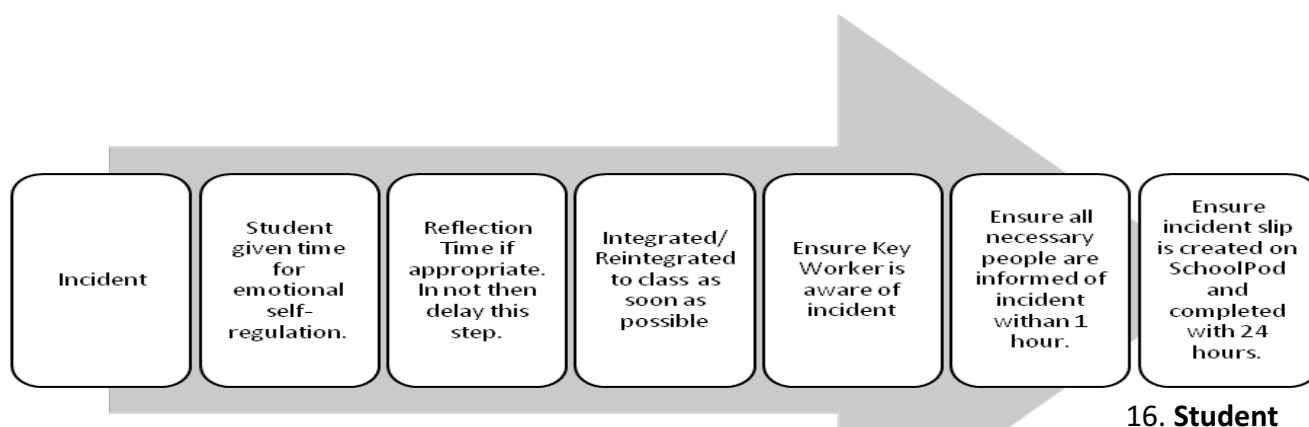 Incident
Student
given time
for
emotional
self-
regulation.
Reflection
Time if
appropriate.
In not then
delay this
step.
Integrated/
Reintegrated
to class as
soon as
possible
Ensure Key
Worker is
aware of
incident
Ensure all
necessary
people are
informed of
incident
withan 1
hour.
Ensure
incident slip
is created on
SchoolPod
and
completed
with 24
hours.
16. Student